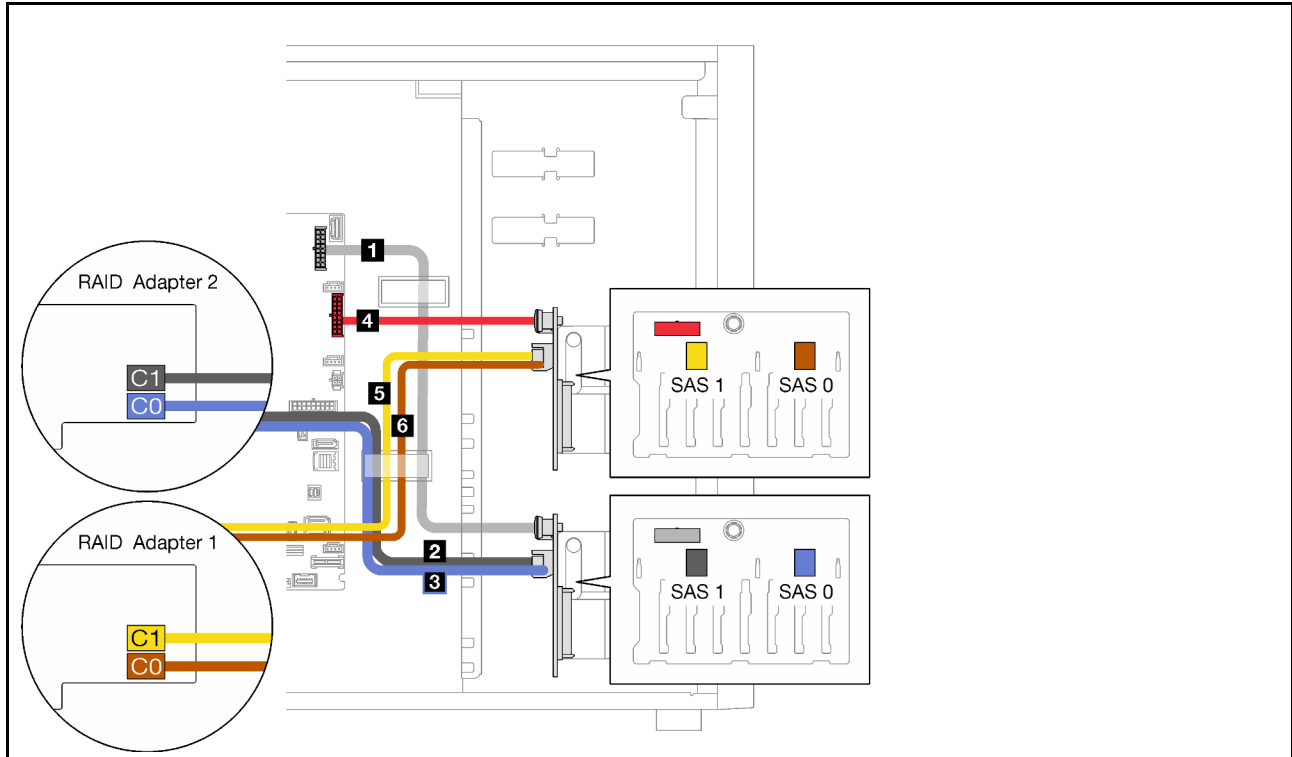 1
RAID Adapter 2
4
C1
C0
5
SAS 1 SAS 0
6
RAID Adapter 1
2
3
SAS 1 SAS 0
C1
C0